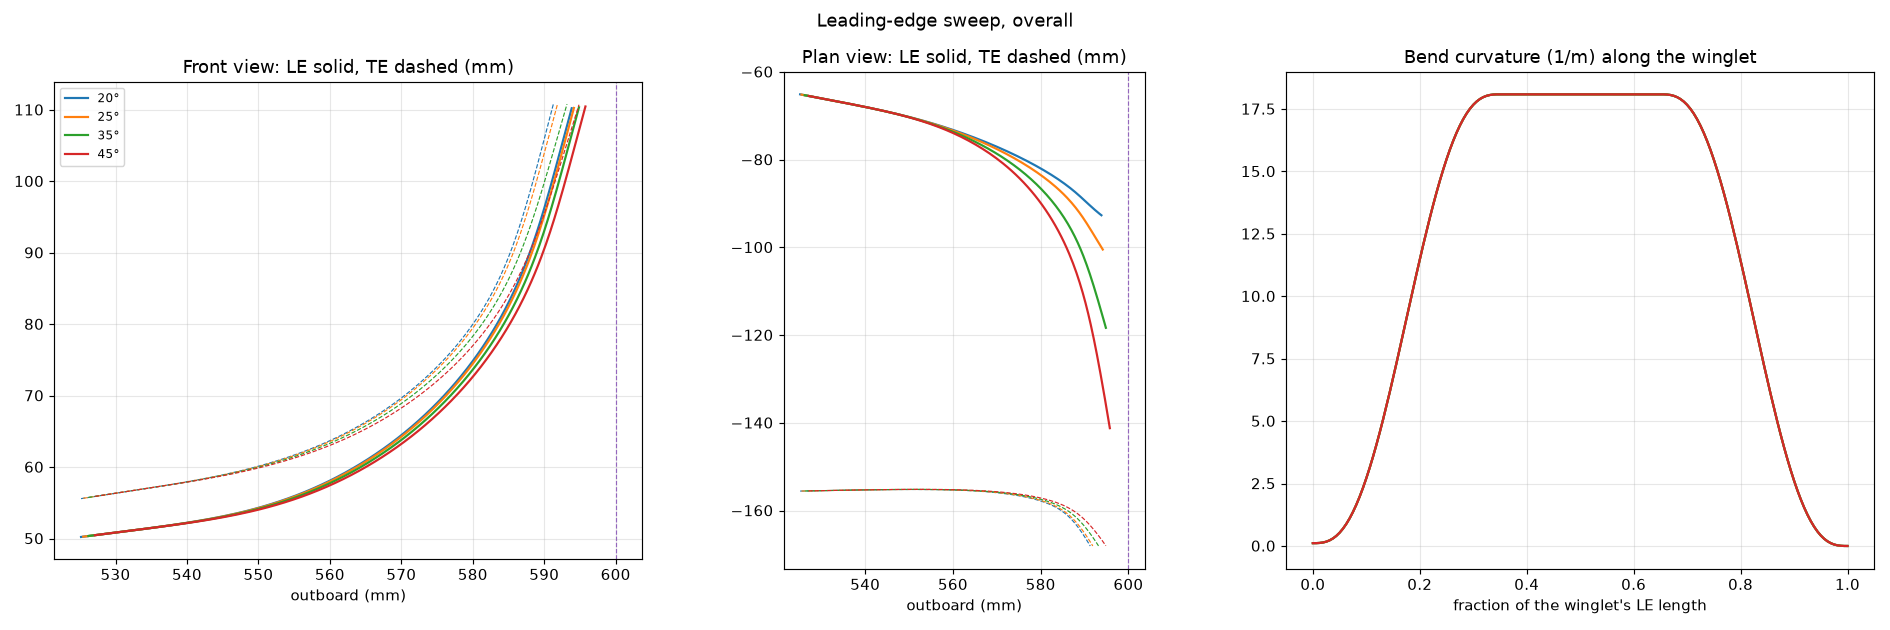 Leading-edge sweep, overall
Front view: LE solid, TE dashed (mm)
20°
25°
35°
45°
110
100
90
80
70
60
50
530 540 550 560 570 580 590 600
outboard (mm)
Plan view: LE solid, TE dashed (mm)
−60
−80
−100
−120
−140
−160
540 560 580 600
outboard (mm)
Bend curvature (1/m) along the winglet
17.5
15.0
12.5
10.0
7.5
5.0
2.5
0.0
0.0 0.2 0.4 0.6 0.8 1.0
fraction of the winglet's LE length